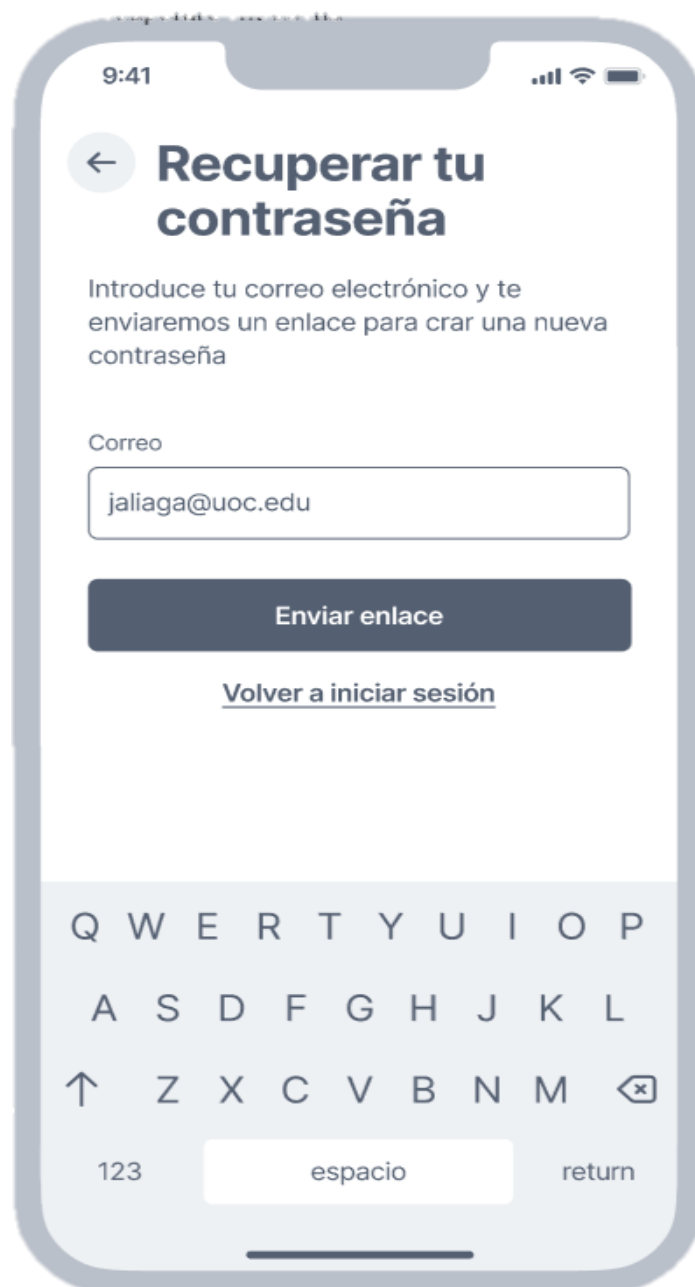 9:41
Recuperar tu
contraseña
Introduce tu correo electrónico y te
enviaremos un enlace para crar una nueva
contraseña
Correo
jaliaga@uoc.edu
Enviar enlace
Volver a iniciar sesión
Q W E R T Y U I O P
A S D F G H J K L
Z X C V B N M
123 espacio return